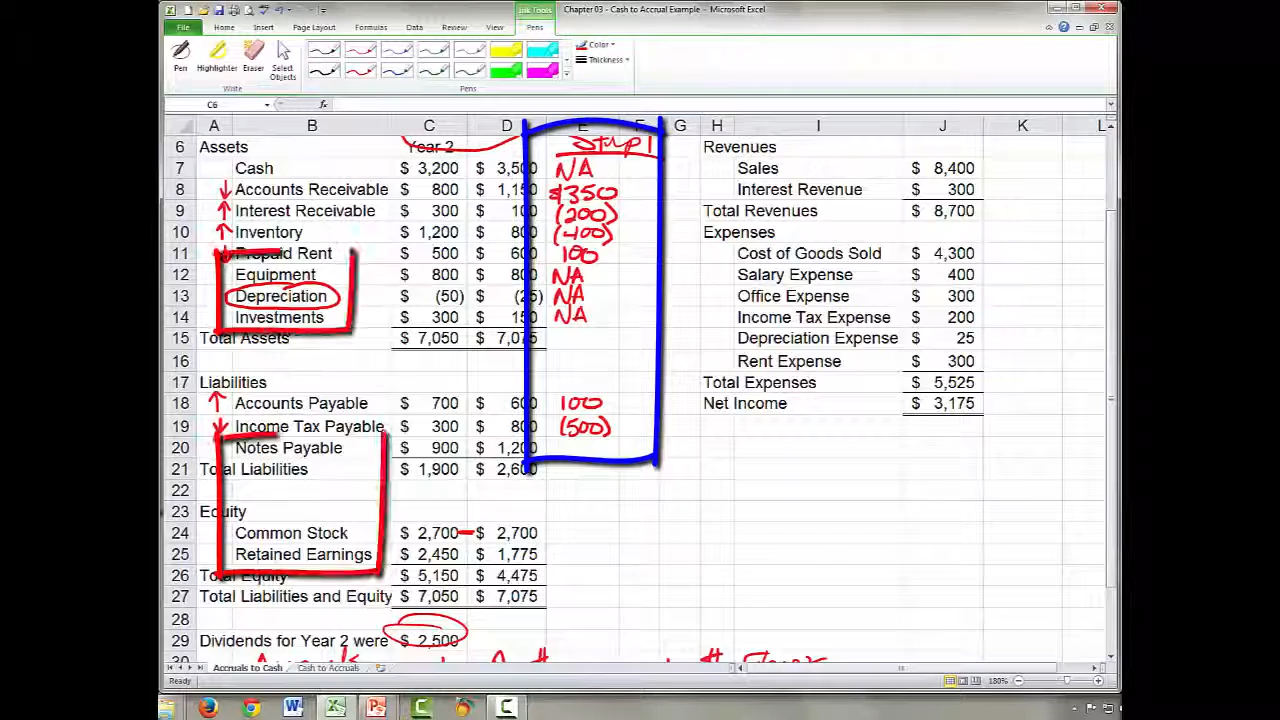 Ink Tools
Chapter 03 - Cash to Accrual Example - Microsoft Excel
File Home Insert Page Layout Formulas Data Review View Pens
Pen Highlighter Eraser Select Objects Color Thickness
Write Pens
C6 fx
A B C D E F G H I J K L
6 Assets Year 2 Step 1 Revenues
7 Cash $ 3,200 $ 3,500 NA Sales $ 8,400
8 ↓ Accounts Receivable $ 800 $ 1,150 $350 Interest Revenue $ 300
9 ↑ Interest Receivable $ 300 $ 100 (200) Total Revenues $ 8,700
10 ↑ Inventory $ 1,200 $ 800 (400) Expenses
11 ↓ Prepaid Rent $ 500 $ 600 100 Cost of Goods Sold $ 4,300
12 Equipment $ 800 $ 800 NA Salary Expense $ 400
13 Depreciation $ (50) $ (25) NA Office Expense $ 300
14 Investments $ 300 $ 150 NA Income Tax Expense $ 200
15 Total Assets $ 7,050 $ 7,075 Depreciation Expense $ 25
16 Rent Expense $ 300
17 Liabilities Total Expenses $ 5,525
18 ↑ Accounts Payable $ 700 $ 600 100 Net Income $ 3,175
19 ↓ Income Tax Payable $ 300 $ 800 (500)
20 Notes Payable $ 900 $ 1,200
21 Total Liabilities $ 1,900 $ 2,600
22
23 Equity
24 Common Stock $ 2,700 $ 2,700
25 Retained Earnings $ 2,450 $ 1,775
26 Total Equity $ 5,150 $ 4,475
27 Total Liabilities and Equity $ 7,050 $ 7,075
28
29 Dividends for Year 2 were $ 2,500
30
Accruals to Cash Cash to Accruals
Ready 180%